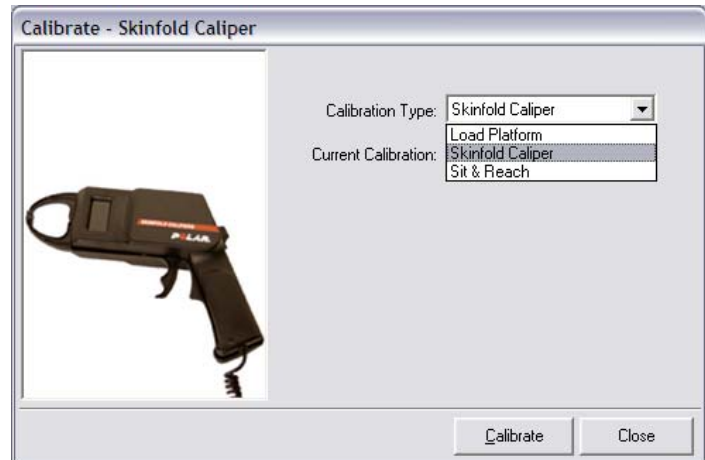 Calibrate - Skinfold Caliper
Calibration Type:
Skinfold Caliper
Load Platform
Current Calibration:
Skinfold Caliper
Sit & Reach
SKINFOLD CALIPERS
POLAR
Calibrate
Close